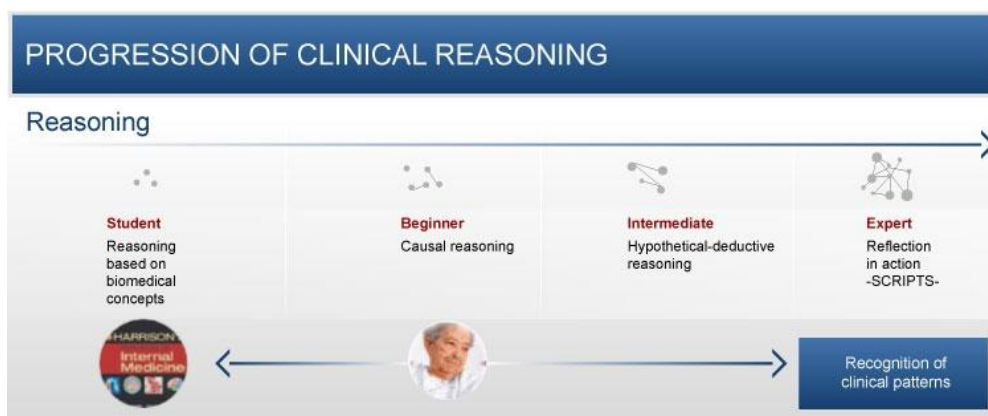 PROGRESSION OF CLINICAL REASONING
Reasoning
Student
Reasoning
based on
biomedical
concepts
Beginner
Causal reasoning
Intermediate
Hypothetical-deductive
reasoning
Expert
Reflection
in action
-SCRIPTS-
HARRISON
Internal
Medicine
Recognition of
clinical patterns